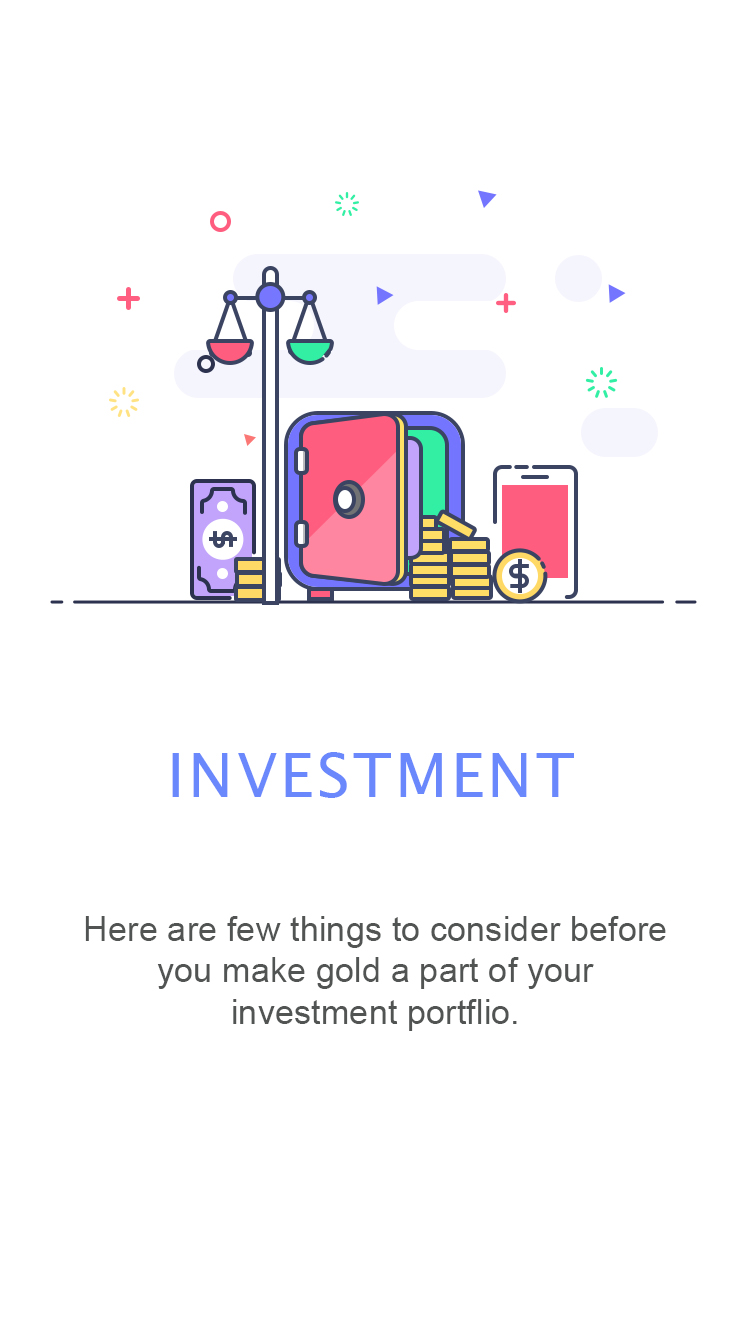 $
$
INVESTMENT
Here are few things to consider before
you make gold a part of your
investment portflio.